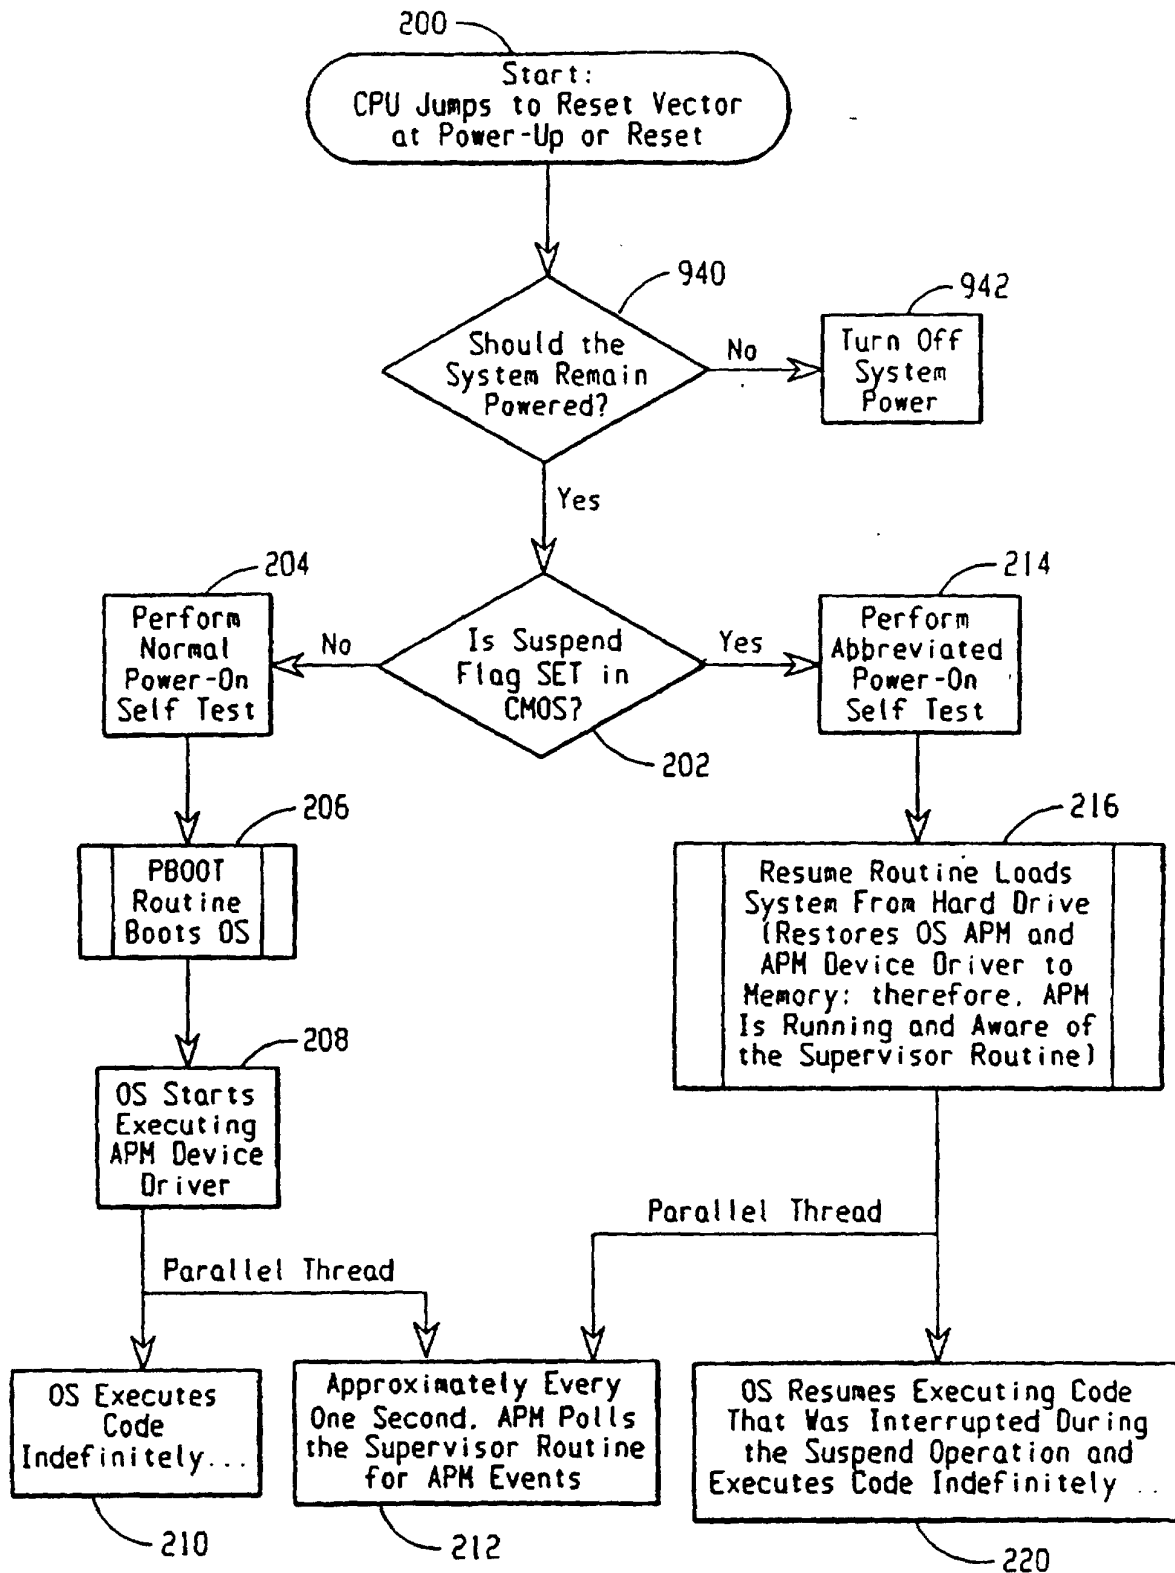 200
Start:
CPU Jumps to Reset Vector
at Power-Up or Reset
940
Should the
System Remain
Powered?
No
942
Turn Off
System
Power
Yes
204
Perform
Normal
Power-On
Self Test
No
Is Suspend
Flag SET in
CMOS?
202
Yes
214
Perform
Abbreviated
Power-On
Self Test
206
PBOOT
Routine
Boots OS
216
Resume Routine Loads
System From Hard Drive
(Restores OS APM and
APM Device Driver to
Memory: therefore, APM
Is Running and Aware of
the Supervisor Routine)
208
OS Starts
Executing
APM Device
Driver
Parallel Thread
Parallel Thread
OS Executes
Code
Indefinitely...
210
Approximately Every
One Second, APM Polls
the Supervisor Routine
for APM Events
212
OS Resumes Executing Code
That Was Interrupted During
the Suspend Operation and
Executes Code Indefinitely ..
220